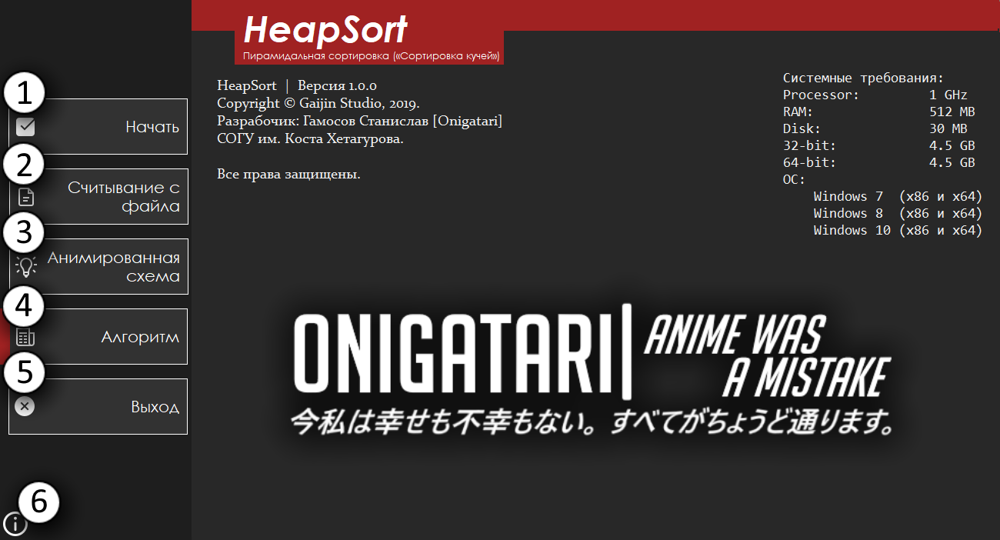 HeapSort
Пирамидальная сортировка («Сортировка кучей»)
1
Начать
2
Считывание с
файла
3
Анимированная
схема
4
Алгоритм
5
Выход
6
HeapSort | Версия 1.0.0
Copyright © Gaijin Studio, 2019.
Разрабочик: Гамосов Станислав [Onigatari]
СОГУ им. Коста Хетагурова.
Все права защищены.
Системные требования:
Processor: 1 GHz
RAM: 512 MB
Disk: 30 MB
32-bit: 4.5 GB
64-bit: 4.5 GB
ОС:
Windows 7 (x86 и x64)
Windows 8 (x86 и x64)
Windows 10 (x86 и x64)
ONIGATARI|
ANIME WAS
A MISTAKE
今私は幸せも不幸もない。すべてがちょうど通ります。